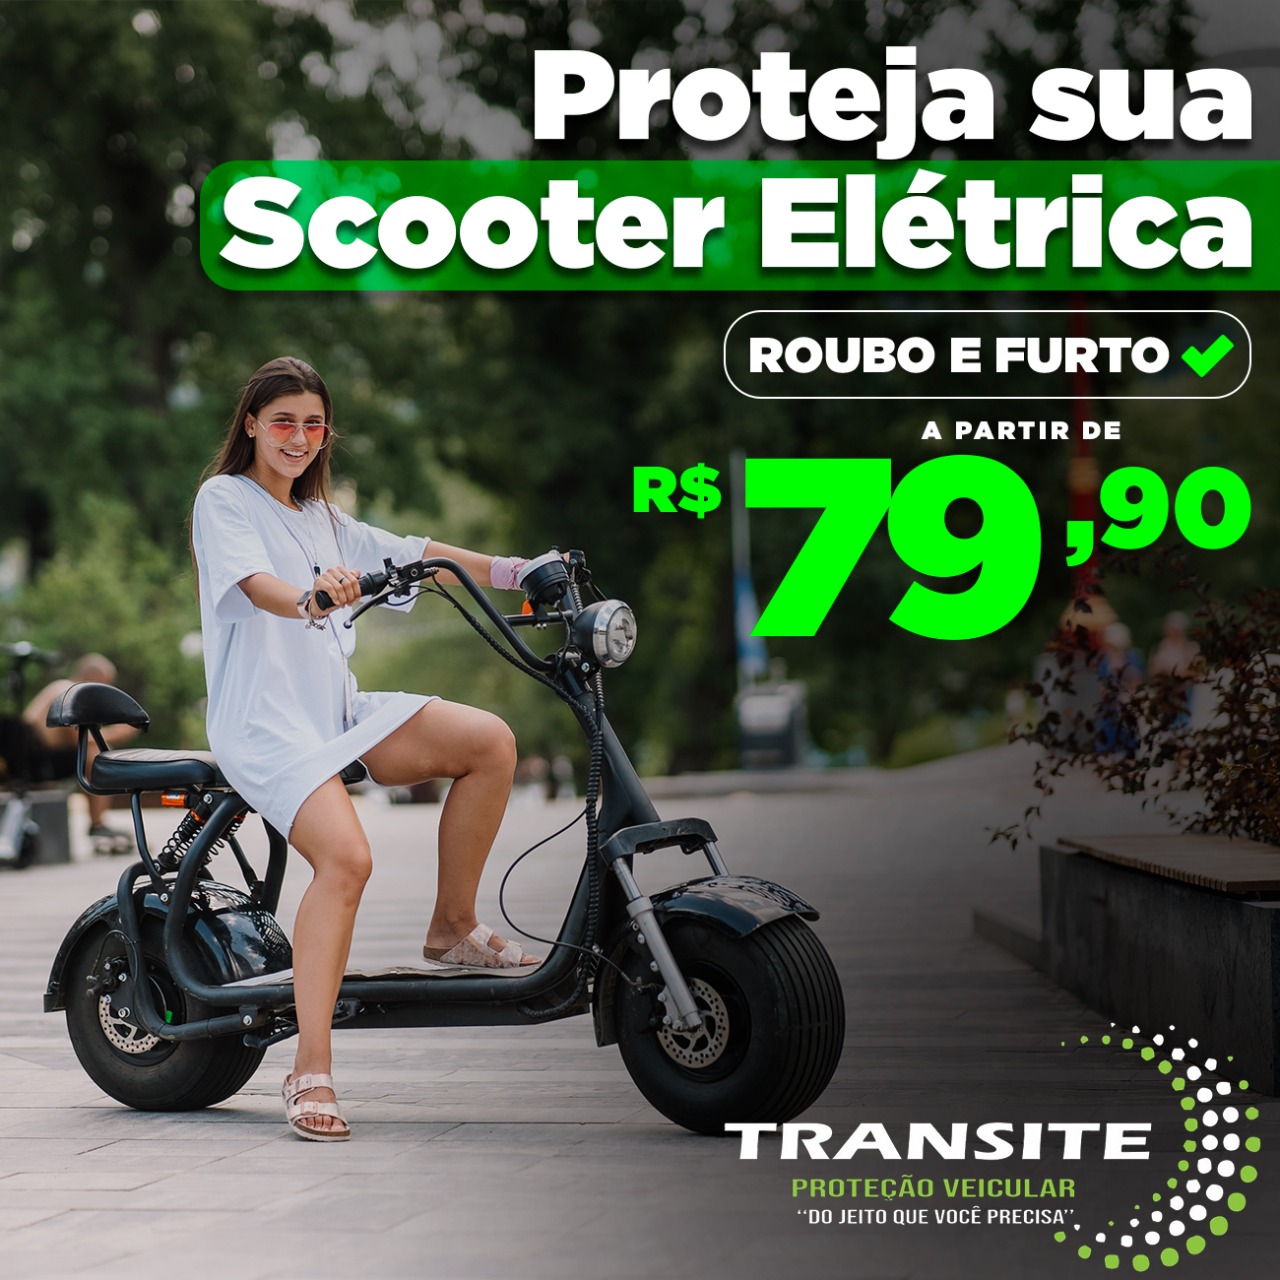 Proteja sua
Scooter Elétrica
ROUBO E FURTO
A PARTIR DE
R$ 79,90
TRANSITE
PROTEÇÃO VEICULAR
“DO JEITO QUE VOCÊ PRECISA”